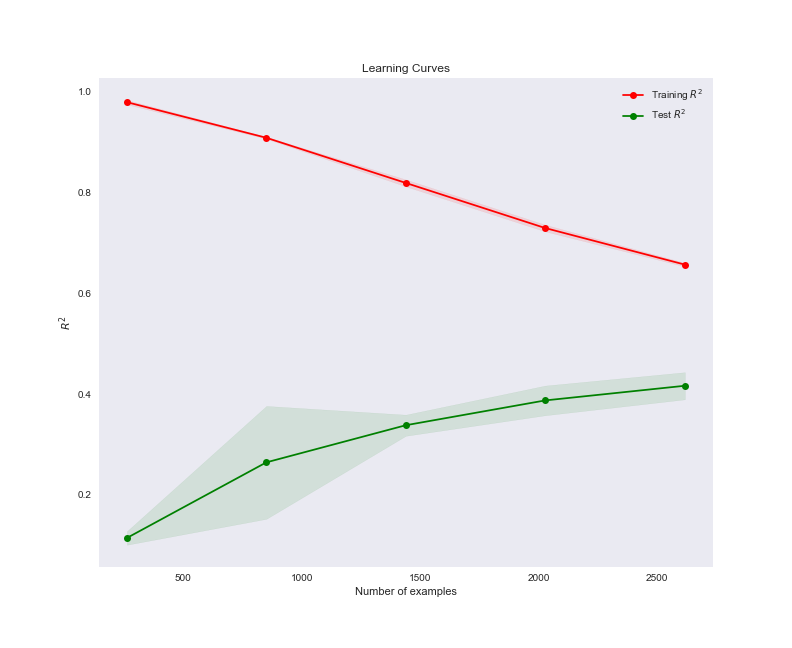 Learning Curves
Training R²
Test R²
1.0
0.8
0.6
0.4
0.2
R²
500 1000 1500 2000 2500
Number of examples